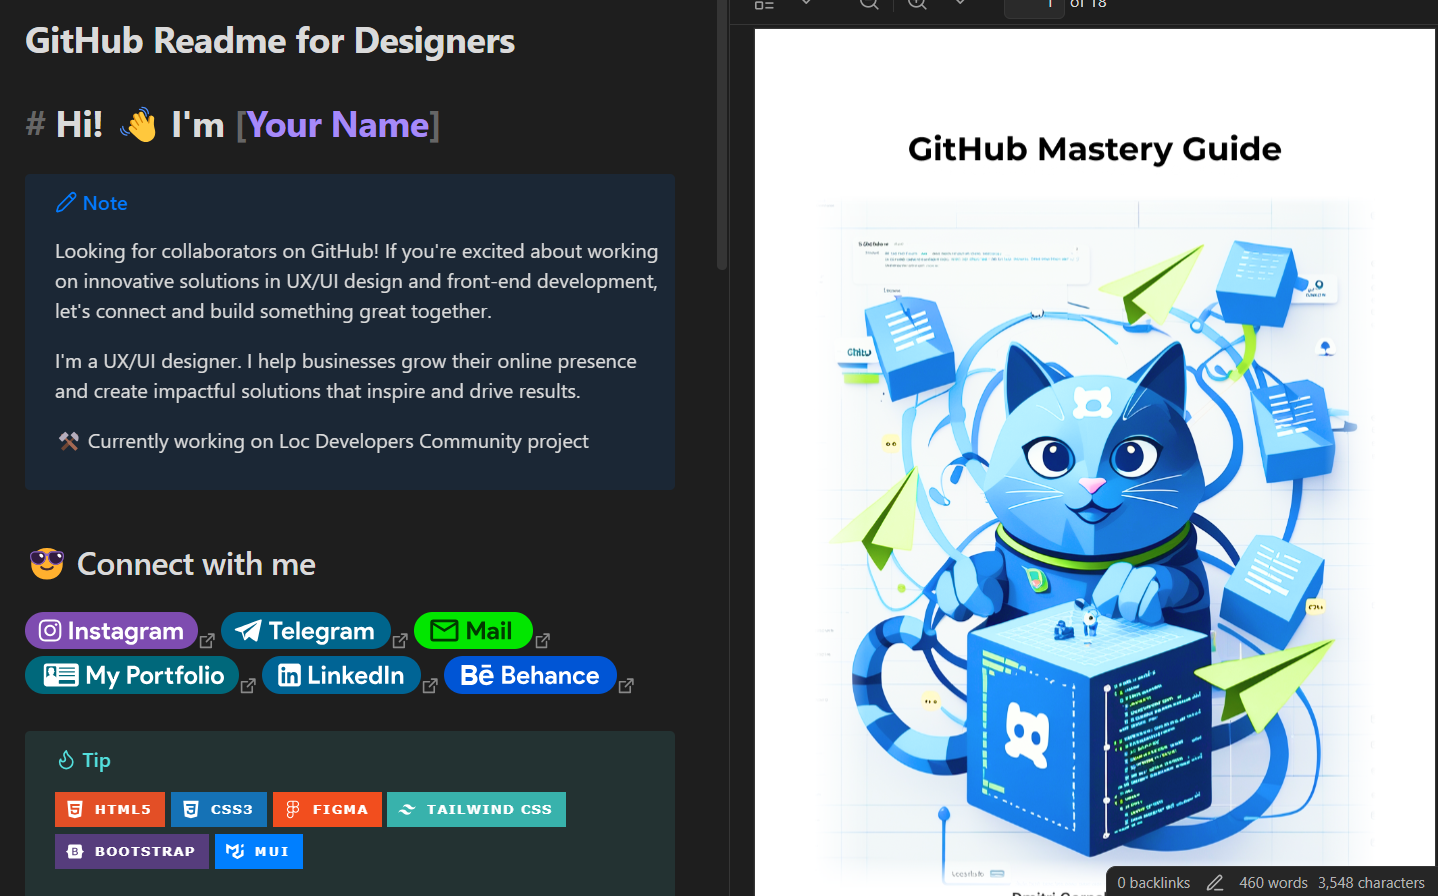 GitHub Readme for Designers
# Hi! 👋 I'm [Your Name]
Note
Looking for collaborators on GitHub! If you're excited about working
on innovative solutions in UX/UI design and front-end development,
let's connect and build something great together.
I'm a UX/UI designer. I help businesses grow their online presence
and create impactful solutions that inspire and drive results.
⚒️ Currently working on Loc Developers Community project
😎 Connect with me
Instagram Telegram Mail
My Portfolio LinkedIn Behance
Tip
HTML5 CSS3 FIGMA TAILWIND CSS
BOOTSTRAP MUI
1 of 18
GitHub Mastery Guide
0 backlinks 460 words 3,548 characters